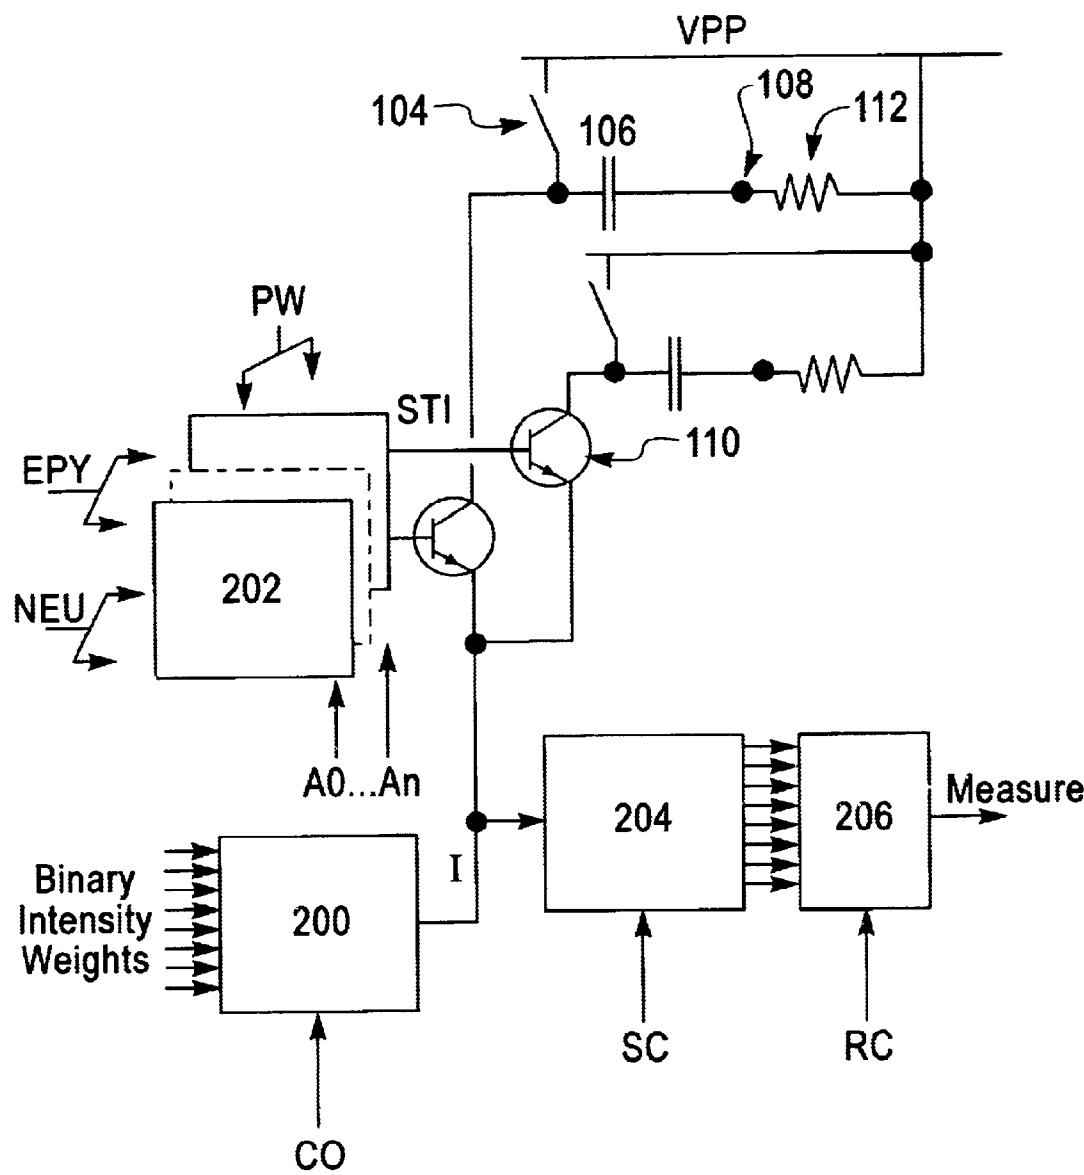 VPP
108
104
106
112
PW
STI
110
EPY
202
NEU
A0...An
204
206
Measure
I
Binary
Intensity
Weights
200
SC
RC
CO